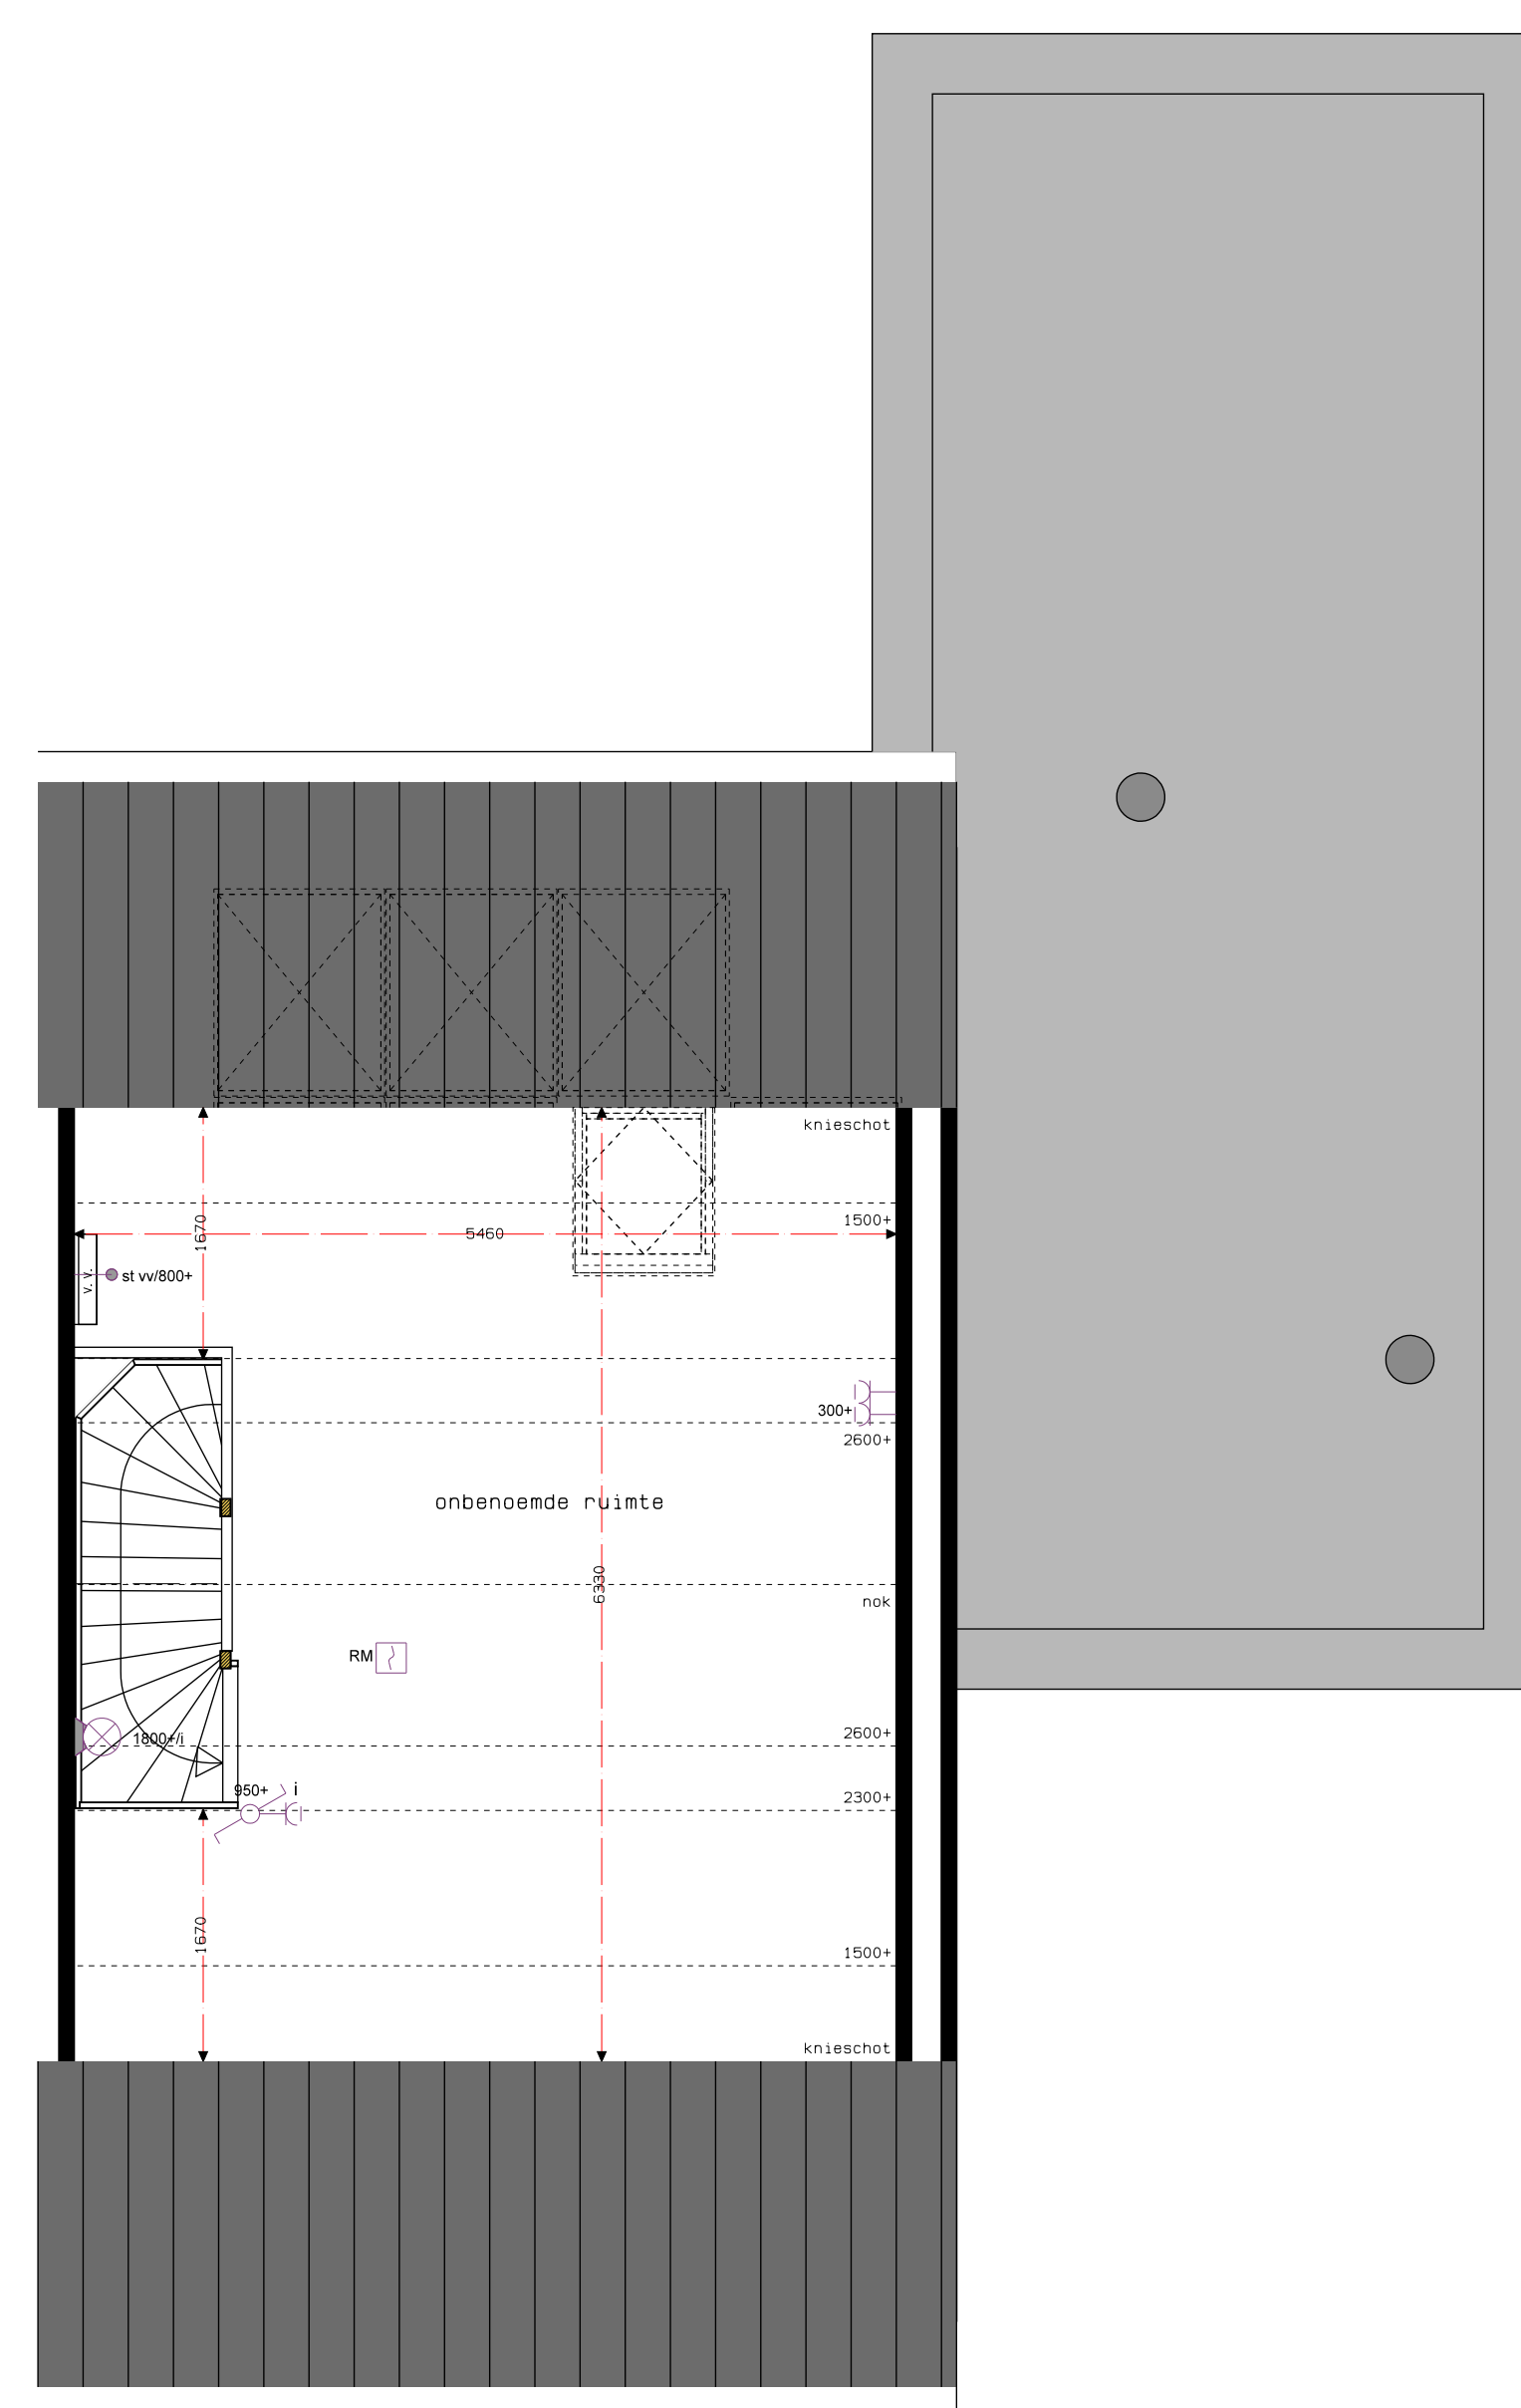 knieschot
1500+
1670
5460
v.v.
st vv/800+
300+
2600+
onbenoemde ruimte
6330
nok
RM
2600+
1800+/i
950+
i
2300+
1670
1500+
knieschot